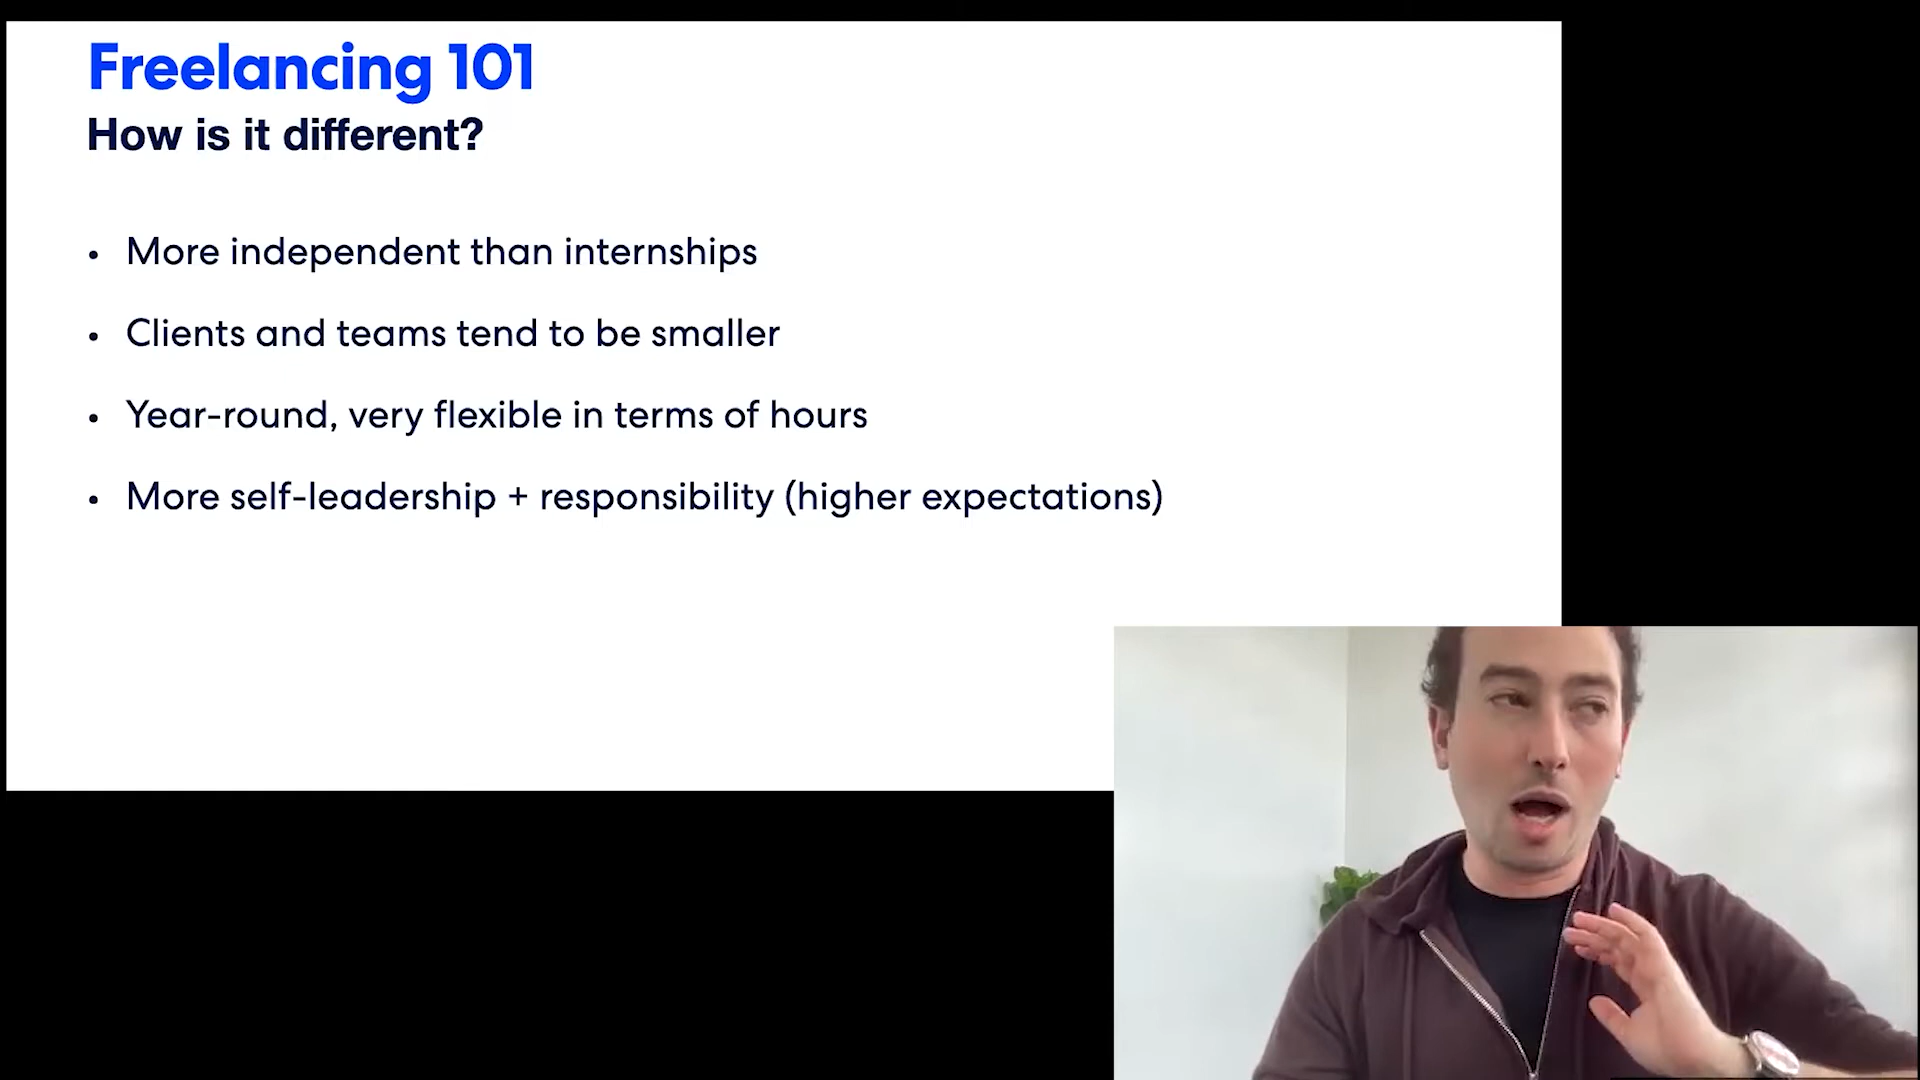 Freelancing 101
How is it different?
• More independent than internships
• Clients and teams tend to be smaller
• Year-round, very flexible in terms of hours
• More self-leadership + responsibility (higher expectations)